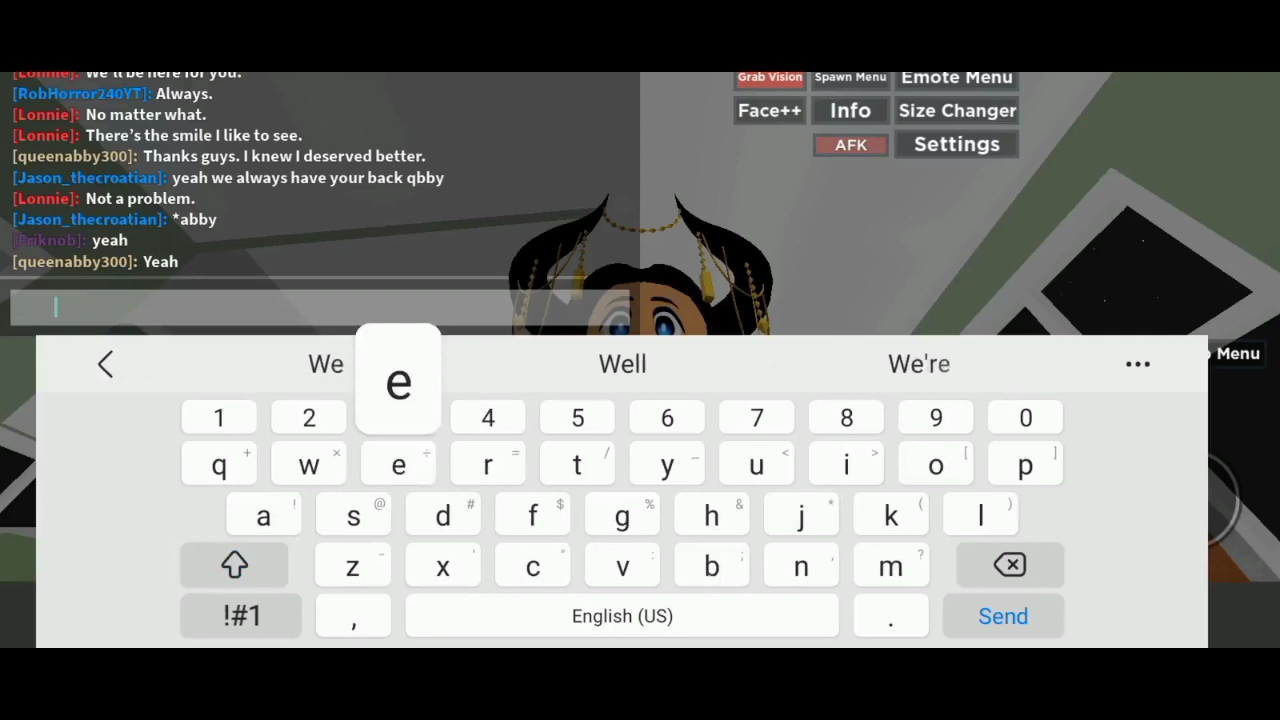 [Lonnie]: We'll be here for you.
[RobHorror240YT]: Always.
[Lonnie]: No matter what.
[Lonnie]: There's the smile I like to see.
[queenabby300]: Thanks guys. I knew I deserved better.
[Jason_thecroatian]: yeah we always have your back qbby
[Lonnie]: Not a problem.
[Jason_thecroatian]: *abby
[Friknob]: yeah
[queenabby300]: Yeah
Grab Vision Spawn Menu Emote Menu
Face++ Info Size Changer
AFK Settings
Menu
We Well We're ...
e
1 2 4 5 6 7 8 9 0
q + w × e ÷ r = t / y _ u < i > o [ p ]
a ! s @ d # f $ g % h & j * k ( l )
z - x ' c " v : b ; n , m ?
!#1 , English (US) . Send